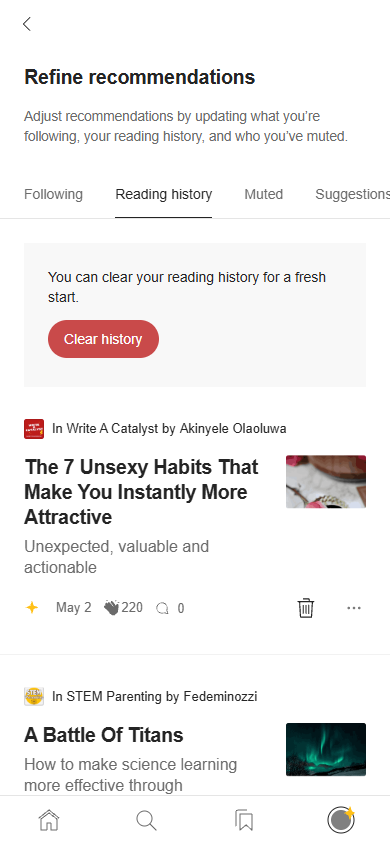 Refine recommendations
Adjust recommendations by updating what you're
following, your reading history, and who you've muted.
Following Reading history Muted Suggestions
You can clear your reading history for a fresh
start.
Clear history
In Write A Catalyst by Akinyele Olaoluwa
The 7 Unsexy Habits That
Make You Instantly More
Attractive
Unexpected, valuable and
actionable
May 2 220 0
In STEM Parenting by Fedeminozzi
A Battle Of Titans
How to make science learning
more effective through